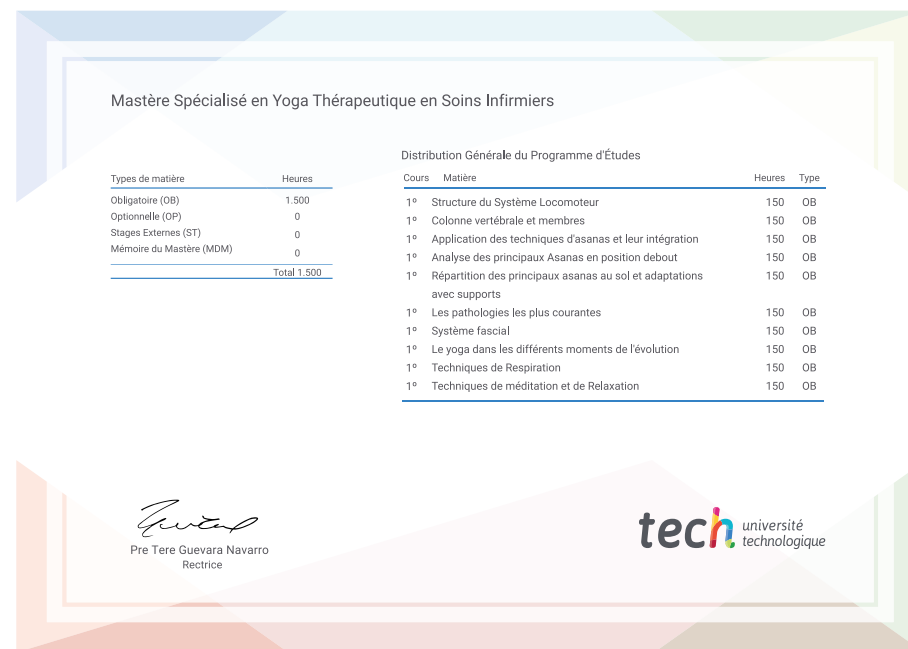 Mastère Spécialisé en Yoga Thérapeutique en Soins Infirmiers
Types de matière Heures
Obligatoire (OB) 1.500
Optionnelle (OP) 0
Stages Externes (ST) 0
Mémoire du Mastère (MDM) 0
Total 1.500
Distribution Générale du Programme d'Études
Cours Matière Heures Type
1º Structure du Système Locomoteur 150 OB
1º Colonne vertébrale et membres 150 OB
1º Application des techniques d'asanas et leur intégration 150 OB
1º Analyse des principaux Asanas en position debout 150 OB
1º Répartition des principaux asanas au sol et adaptations 150 OB
avec supports
1º Les pathologies les plus courantes 150 OB
1º Système fascial 150 OB
1º Le yoga dans les différents moments de l'évolution 150 OB
1º Techniques de Respiration 150 OB
1º Techniques de méditation et de Relaxation 150 OB
Pre Tere Guevara Navarro
Rectrice
tech université
technologique